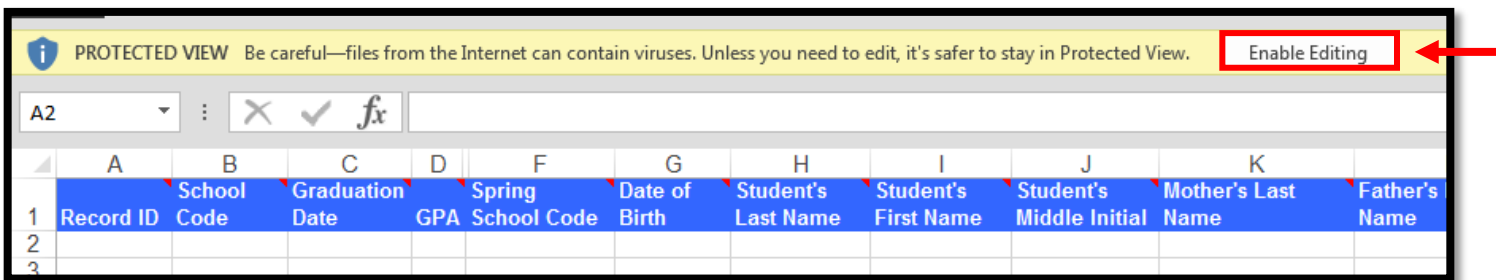 PROTECTED VIEW Be careful—files from the Internet can contain viruses. Unless you need to edit, it's safer to stay in Protected View. Enable Editing
A2 fx
A B C D F G H I J K
School Graduation Spring Date of Student's Student's Student's Mother's Last Father's
1 Record ID Code Date GPA School Code Birth Last Name First Name Middle Initial Name Name
2
3